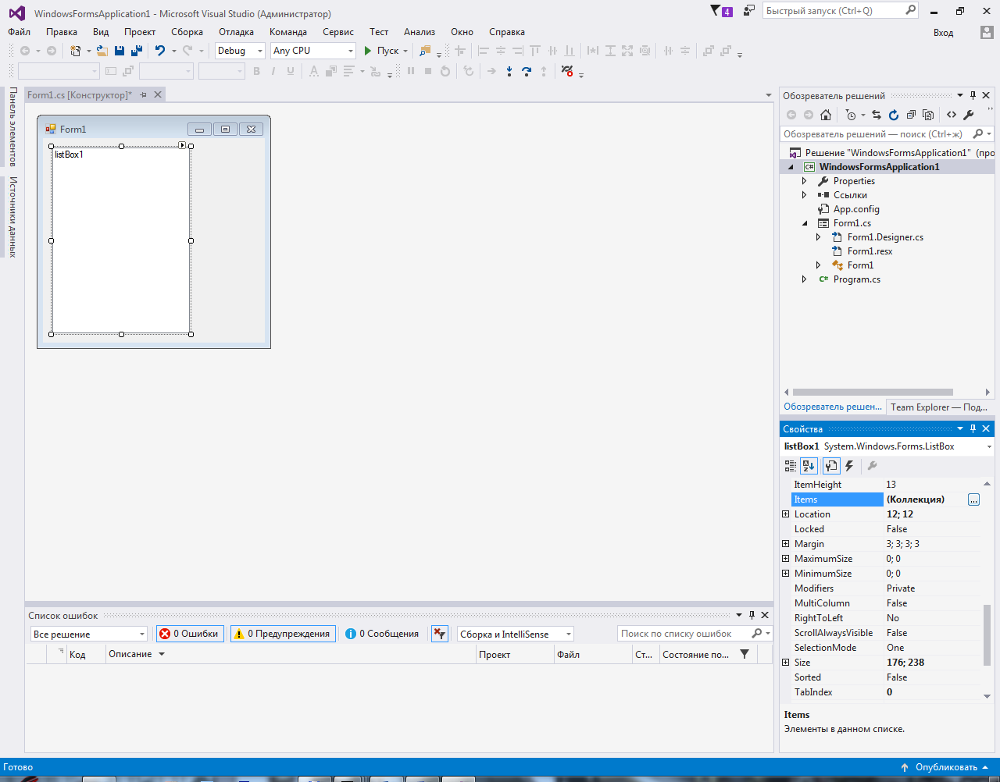 WindowsFormsApplication1 - Microsoft Visual Studio (Администратор)
4
Быстрый запуск (Ctrl+Q)
Файл Правка Вид Проект Сборка Отладка Команда Сервис Тест Анализ Окно Справка
Вход
Debug Any CPU Пуск
Панель элементов
Источники данных
Form1.cs [Конструктор]*
Form1
listBox1
Обозреватель решений
Обозреватель решений — поиск (Ctrl+ж)
Решение "WindowsFormsApplication1" (про
WindowsFormsApplication1
Properties
Ссылки
App.config
Form1.cs
Form1.Designer.cs
Form1.resx
Form1
Program.cs
Обозреватель решен... Team Explorer — Под...
Свойства
listBox1 System.Windows.Forms.ListBox
ItemHeight 13
Items (Коллекция) ...
Location 12; 12
Locked False
Margin 3; 3; 3; 3
MaximumSize 0; 0
MinimumSize 0; 0
Modifiers Private
MultiColumn False
RightToLeft No
ScrollAlwaysVisible False
SelectionMode One
Size 176; 238
Sorted False
TabIndex 0
Items
Элементы в данном списке.
Список ошибок
Все решение 0 Ошибки 0 Предупреждения 0 Сообщения Сборка и IntelliSense Поиск по списку ошибок
Код Описание Проект Файл Ст... Состояние по...
Готово
Опубликовать